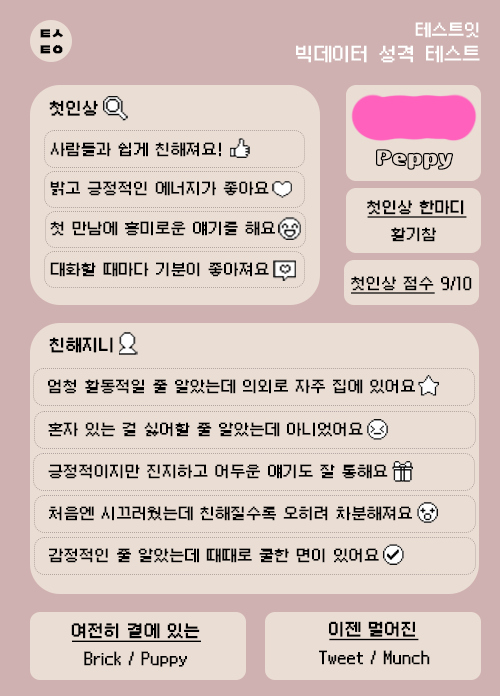 ㅌㅅ
ㅌㅇ
테스트잇
빅데이터 성격 테스트
첫인상
사람들과 쉽게 친해져요!
밝고 긍정적인 에너지가 좋아요
첫 만남에 흥미로운 얘기를 해요
대화할 때마다 기분이 좋아져요
Peppy
첫인상 한마디
활기참
첫인상 점수 9/10
친해지니
엄청 활동적일 줄 알았는데 의외로 자주 집에 있어요
혼자 있는 걸 싫어할 줄 알았는데 아니었어요
긍정적이지만 진지하고 어두운 얘기도 잘 통해요
처음엔 시끄러웠는데 친해질수록 오히려 차분해져요
감정적인 줄 알았는데 때때로 쿨한 면이 있어요
여전히 곁에 있는
Brick / Puppy
이젠 멀어진
Tweet / Munch